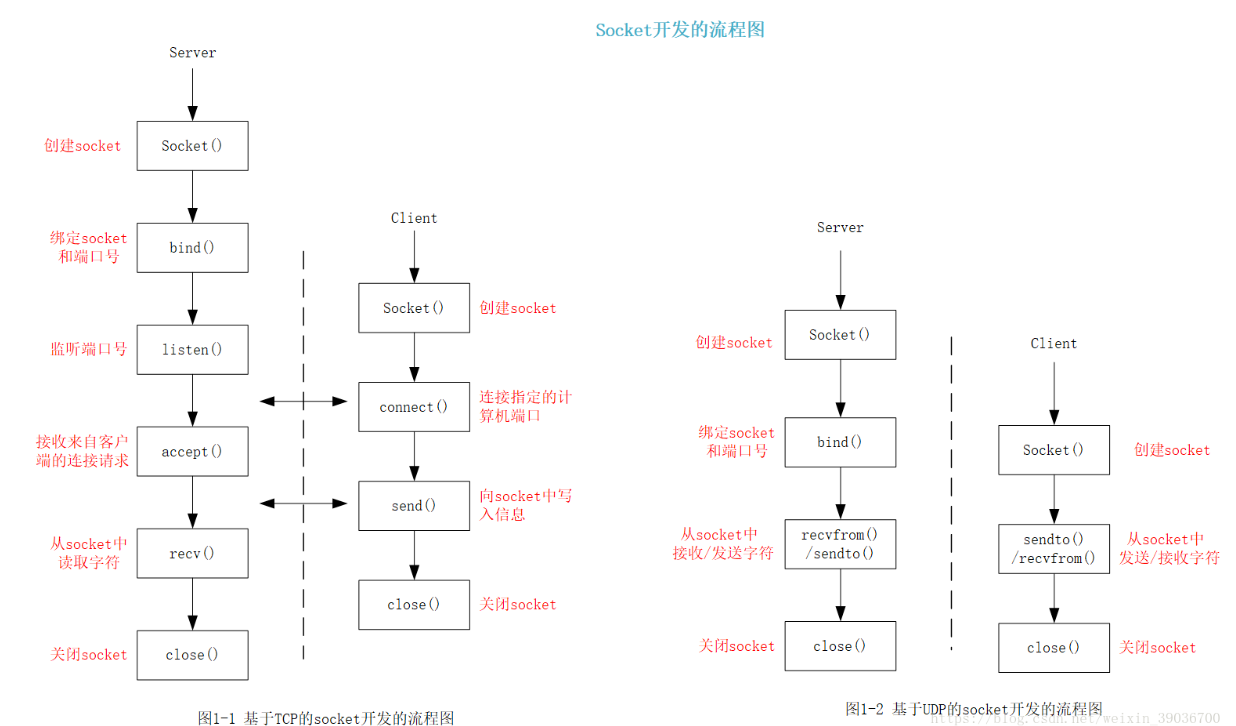 Socket开发的流程图
Server
创建socket
Socket()
绑定socket
和端口号
bind()
监听端口号
listen()
接收来自客户
端的连接请求
accept()
从socket中
读取字符
recv()
关闭socket
close()
Client
Socket()
创建socket
connect()
连接指定的计
算机端口
send()
向socket中写
入信息
close()
关闭socket
图1-1 基于TCP的socket开发的流程图
Server
创建socket
Socket()
绑定socket
和端口号
bind()
从socket中
接收/发送字符
recvfrom()
/sendto()
关闭socket
close()
Client
Socket()
创建socket
sendto()
/recvfrom()
从socket中
发送/接收字符
close()
关闭socket
图1-2 基于UDP的socket开发的流程图
https://blog.csdn.net/weixin_39036700